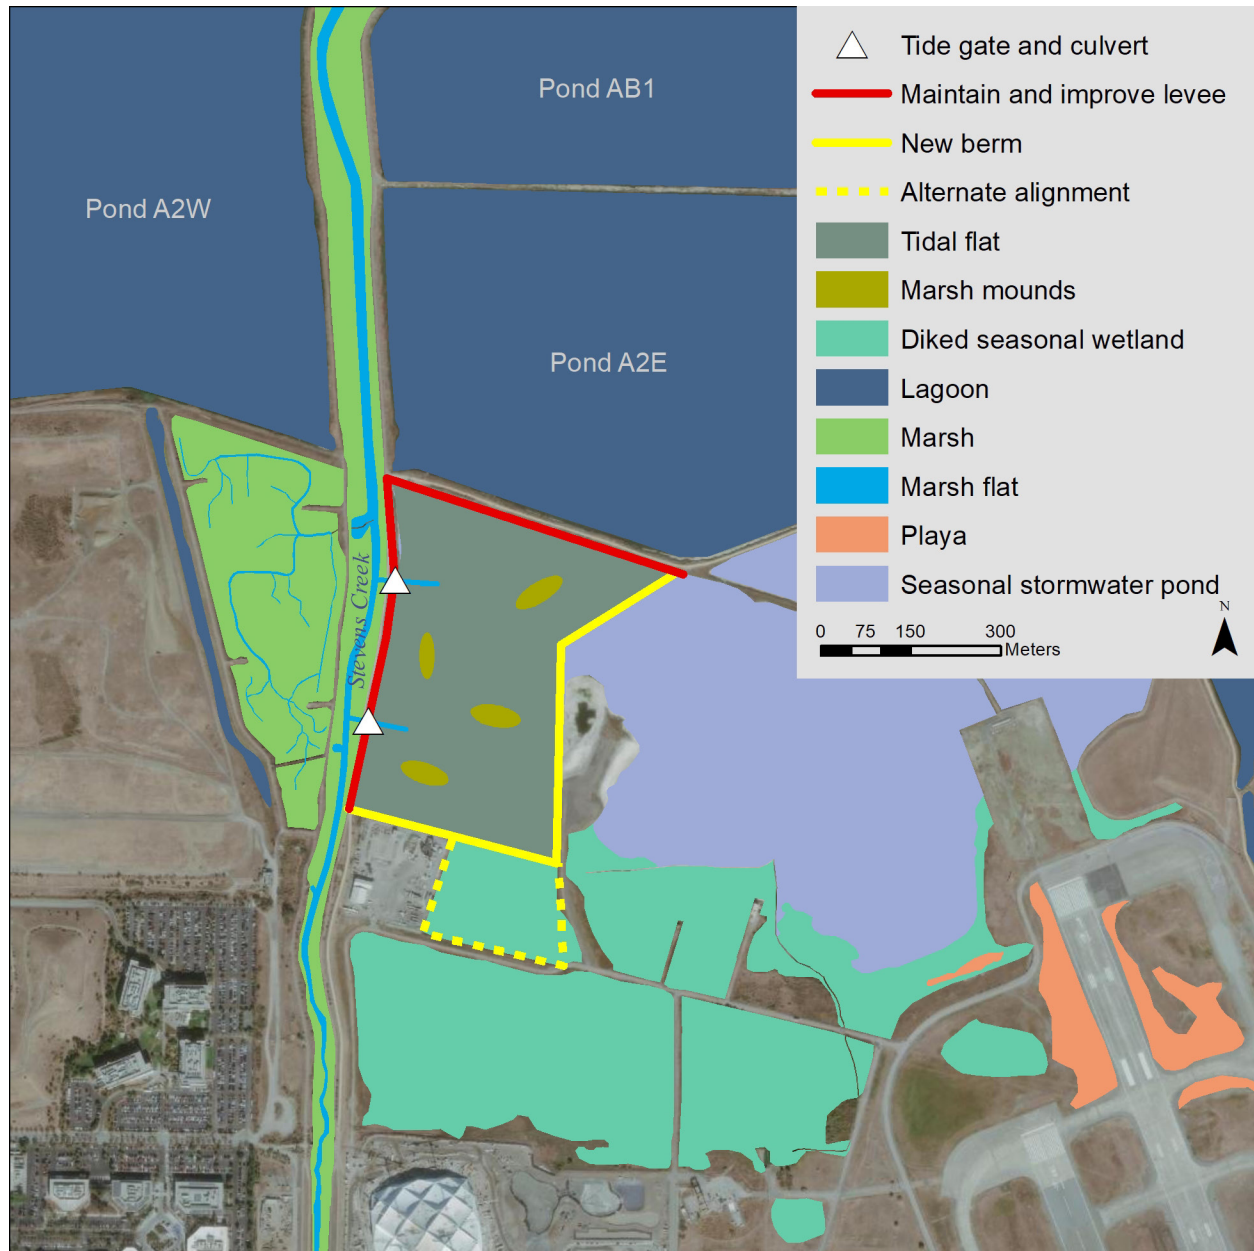 Pond AB1
Pond A2W
Pond A2E
Stevens Creek
Tide gate and culvert
Maintain and improve levee
New berm
Alternate alignment
Tidal flat
Marsh mounds
Diked seasonal wetland
Lagoon
Marsh
Marsh flat
Playa
Seasonal stormwater pond
0 75 150 300
Meters
N